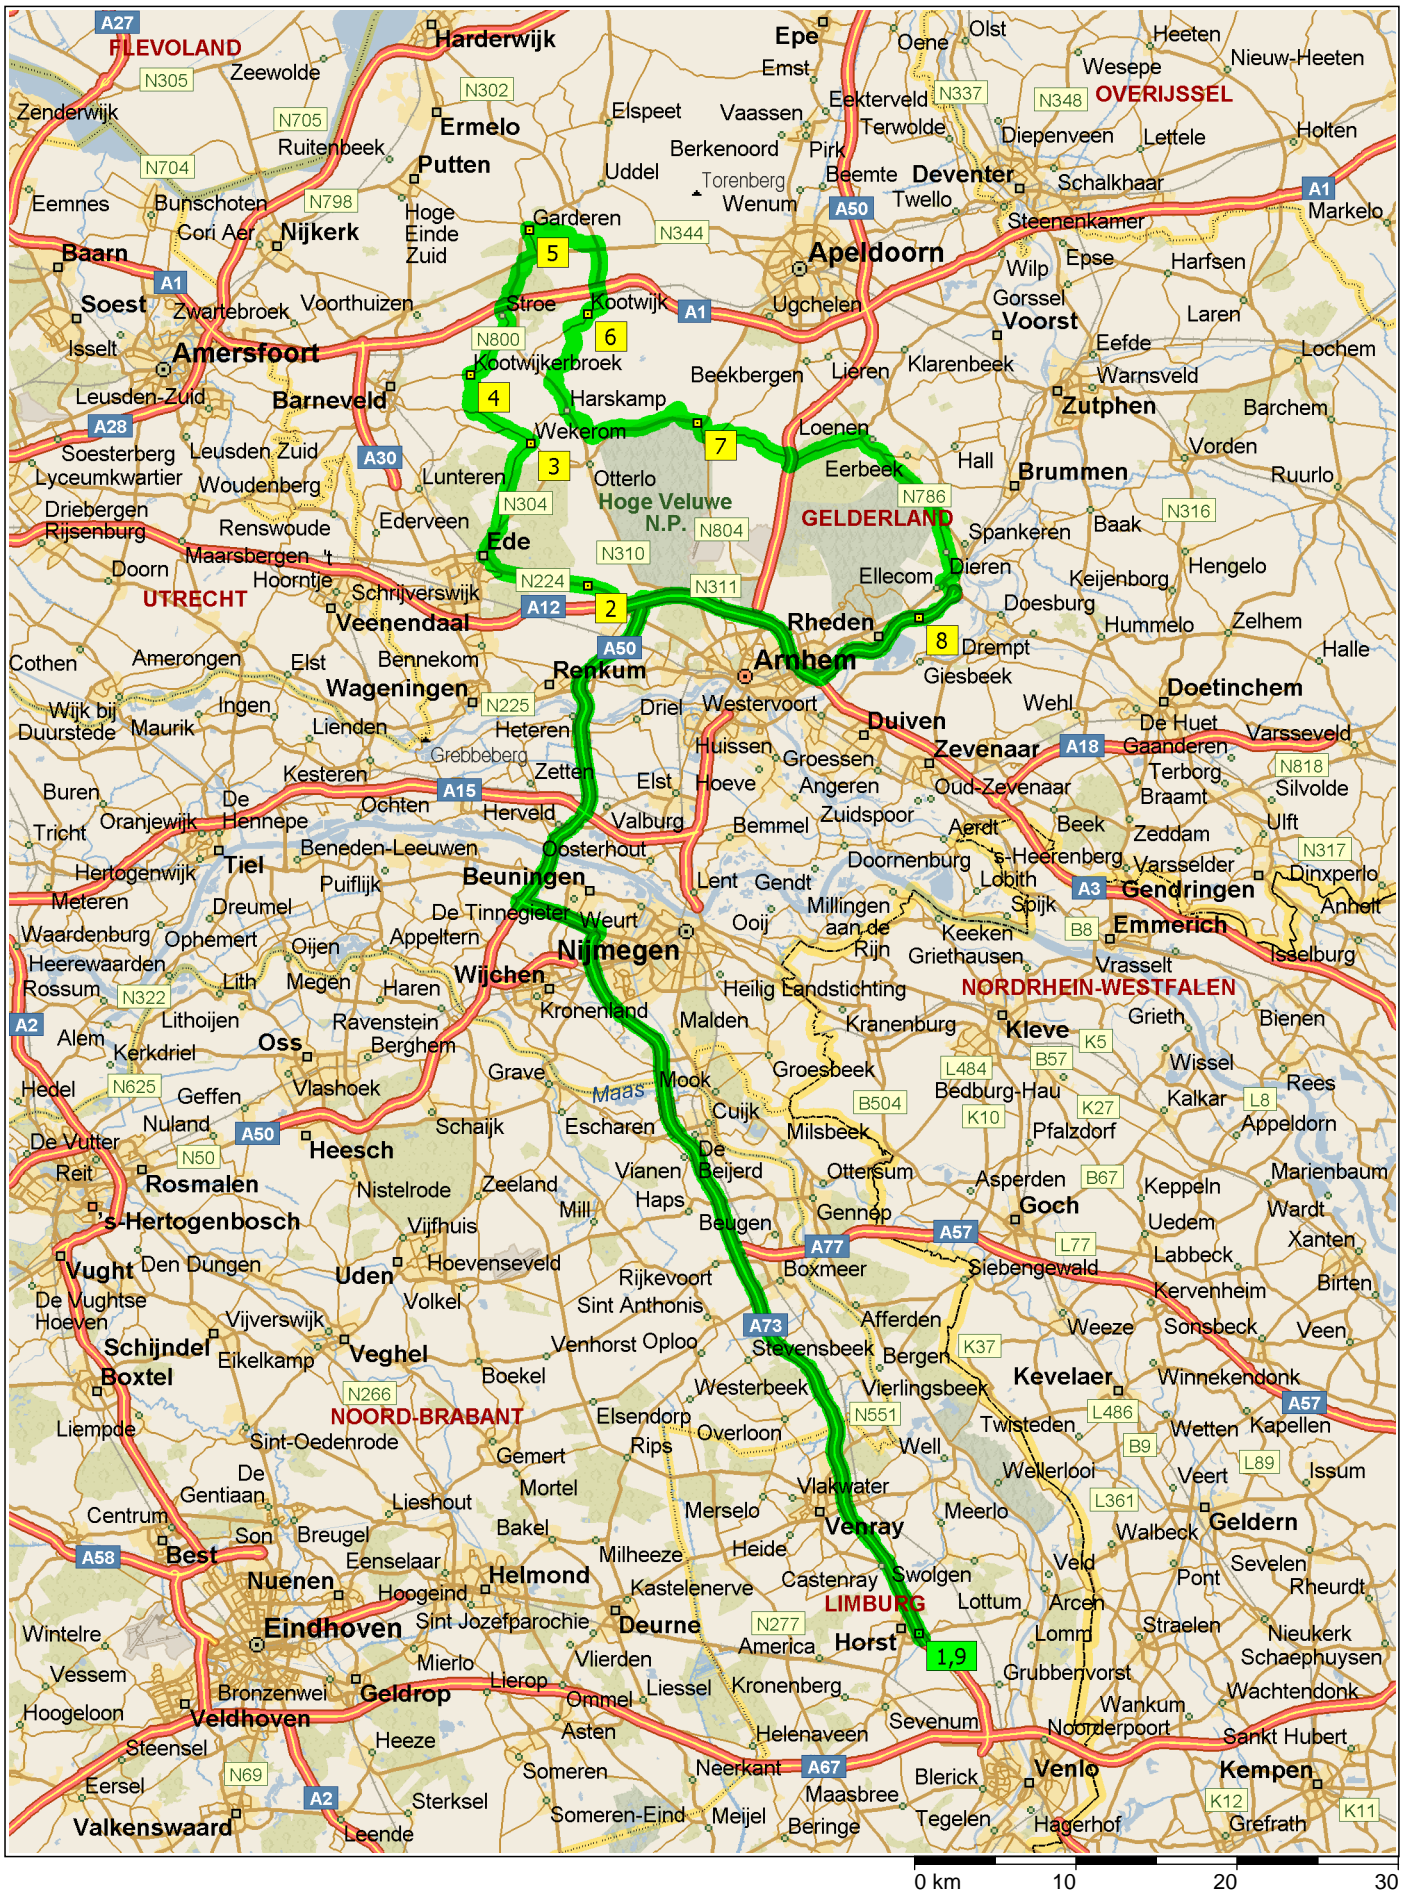 A27
FLEVOLAND
Harderwijk
Epe
Oene
Olst
Heeten
Nieuw-Heeten
N305
Zeewolde
Emst
Wesepe
N302
Eekterveld
N337
N348
OVERIJSSEL
Zenderwijk
N705
Ermelo
Elspeet
Vaassen
Terwolde
Diepenveen
Lettele
Holten
Ruitenbeek
Berkenoord
Pirk
N704
Putten
Uddel
Torenberg
Beemte
Deventer
Schalkhaar
A1
Eemnes
Bunschoten
N798
Wenum
A50
Twello
Markelo
Hoge
Einde
Zuid
Garderen
Steenenkamer
Cori Aer
Nijkerk
N344
Baarn
5
Apeldoorn
Epse
Wilp
Harfsen
A1
Soest
Zwartebroek
Voorthuizen
Stroe
Kootwijk
A1
Ugchelen
Gorssel
Laren
Isselt
N800
6
Voorst
Amersfoort
Kootwijkerbroek
Eefde
Lochem
Beekbergen
Lieren
Klarenbeek
Warnsveld
Leusden-Zuid
Barneveld
4
Harskamp
Zutphen
Barchem
A28
Wekerom
7
Loenen
Soesterberg
Leusden Zuid
A30
3
Hall
Vorden
Lyceumkwartier
Lunteren
Otterlo
Eerbeek
Brummen
Ruurlo
Woudenberg
N304
Hoge Veluwe
N.P.
N786
Driebergen
Rijsenburg
Renswoude
Ederveen
N804
GELDERLAND
Baak
N316
Maarsbergen
't
Ede
N310
Spankeren
Doorn
Hoorntje
N224
N311
Ellecom
Dieren
Keijenborg
Hengelo
UTRECHT
Schrijverswijk
A12
2
Doesburg
Veenendaal
Rheden
8
Hummelo
Zelhem
Cothen
Amerongen
Elst
Bennekom
A50
Arnhem
Drempt
Halle
Renkum
Giesbeek
Wageningen
N225
Westervoort
Wehl
Doetinchem
Wijk bij
Duurstede
Ingen
Maurik
Lienden
Heteren
Driel
Duiven
De Huet
Varsseveld
Grebbeberg
Huissen
Zevenaar
A18
Gaanderen
Groessen
N818
Kesteren
Zetten
Elst
Hoeve
Angeren
Oud-Zevenaar
Terborg
Braamt
Silvolde
Buren
De
Hennepe
A15
Ochten
Herveld
Valburg
Zuidspoor
Oranjewijk
Bemmel
Aerdt
Beek
Zeddam
Ulft
Tricht
Beneden-Leeuwen
Oosterhout
Doornenburg
's-Heerenberg
N317
Tiel
Varsselder
Hertogenwijk
Puiflijk
Beuningen
Lent
Gendt
Lobith
A3
Gendringen
Dinxperlo
Meteren
Dreumel
De Tinnegieter
Weurt
Millingen
aan de
Rijn
Spijk
Anholt
Ooij
B8
Emmerich
Waardenburg
Ophemert
Oijen
Appeltern
Nijmegen
Keeken
Griethausen
Isselburg
Heerewaarden
Vrasselt
Rossum
Lith
Megen
Wijchen
Haren
Heilig Landstichting
NORDRHEIN-WESTFALEN
N322
Kronenland
A2
Lithoijen
Ravenstein
Malden
Kranenburg
Kleve
Grieth
Bienen
Alem
Oss
Berghem
K5
Kerkdriel
B57
Wissel
L484
Grave
Mook
Groesbeek
Rees
Hedel
N625
Vlashoek
Maas
Bedburg-Hau
Kalkar
Geffen
B504
K10
K27
L8
Cuijk
Nuland
Escharen
Schaijk
Milsbeek
Pfalzdorf
Appeldorn
De Vutter
A50
Heesch
De
Beijerd
N50
Reit
Vianen
Ottersum
Asperden
B67
Marienbaum
Rosmalen
Nistelrode
Zeeland
Haps
Keppeln
Mill
Gennep
Goch
Wardt
's-Hertogenbosch
Vijfhuis
Beugen
Uedem
A57
L77
Xanten
Vught
Den Dungen
Hoevenseveld
A77
Labbeck
Uden
Rijkevoort
Boxmeer
Siebengewald
Birten
De Vughtse
Hoeven
Volkel
Sint Anthonis
Kervenheim
Vijverswijk
A73
Afferden
Weeze
Sonsbeck
Veen
Schijndel
Veghel
Venhorst
Oploo
Stevensbeek
K37
Eikelkamp
Bergen
Boxtel
Boekel
Westerbeek
Vierlingsbeek
Kevelaer
Winnekendonk
N266
A57
NOORD-BRABANT
Elsendorp
N551
L486
Liempde
Overloon
Twisteden
Wetten
Kapellen
Sint-Oedenrode
Rips
Well
B9
Gemert
L89
De
Gentiaan
Mortel
Vlakwater
Wellerlooi
Veert
Issum
Centrum
Lieshout
Merselo
Meerlo
L361
Geldern
Son
Breugel
Bakel
Venray
Walbeck
A58
Best
Eenselaar
Milheeze
Heide
Sevelen
Helmond
Swolgen
Veld
Nuenen
Hoogeind
Kastelenerve
Castenray
Pont
Rheurdt
LIMBURG
Lottum
Arcen
Eindhoven
Sint Jozefparochie
Deurne
N277
Straelen
Wintelre
America
Horst
Lomm
Nieukerk
1,9
Schaephuysen
Mierlo
Vlierden
Vessem
Lierop
Grubbenvorst
Bronzenwei
Geldrop
Liessel
Kronenberg
Wachtendonk
Ommel
Wankum
Hoogeloon
Veldhoven
Asten
Sevenum
Noorderpoort
Helenaveen
Sankt Hubert
Steensel
Heeze
Neerkant
A67
N69
Someren
Blerick
Venlo
Kempen
Eersel
A2
Maasbree
Sterksel
K12
K11
Someren-Eind
Meijel
Tegelen
Valkenswaard
Leende
Beringe
Hagerhof
Grefrath
0 km
10
20
30